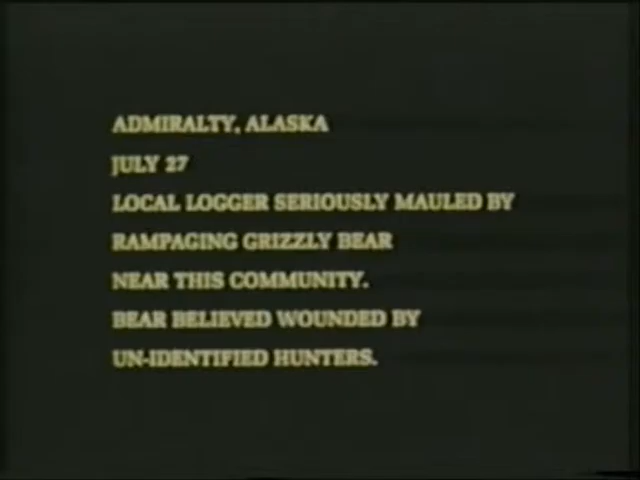 ADMIRALTY, ALASKA
JULY 27
LOCAL LOGGER SERIOUSLY MAULED BY
RAMPAGING GRIZZLY BEAR
NEAR THIS COMMUNITY.
BEAR BELIEVED WOUNDED BY
UN-IDENTIFIED HUNTERS.